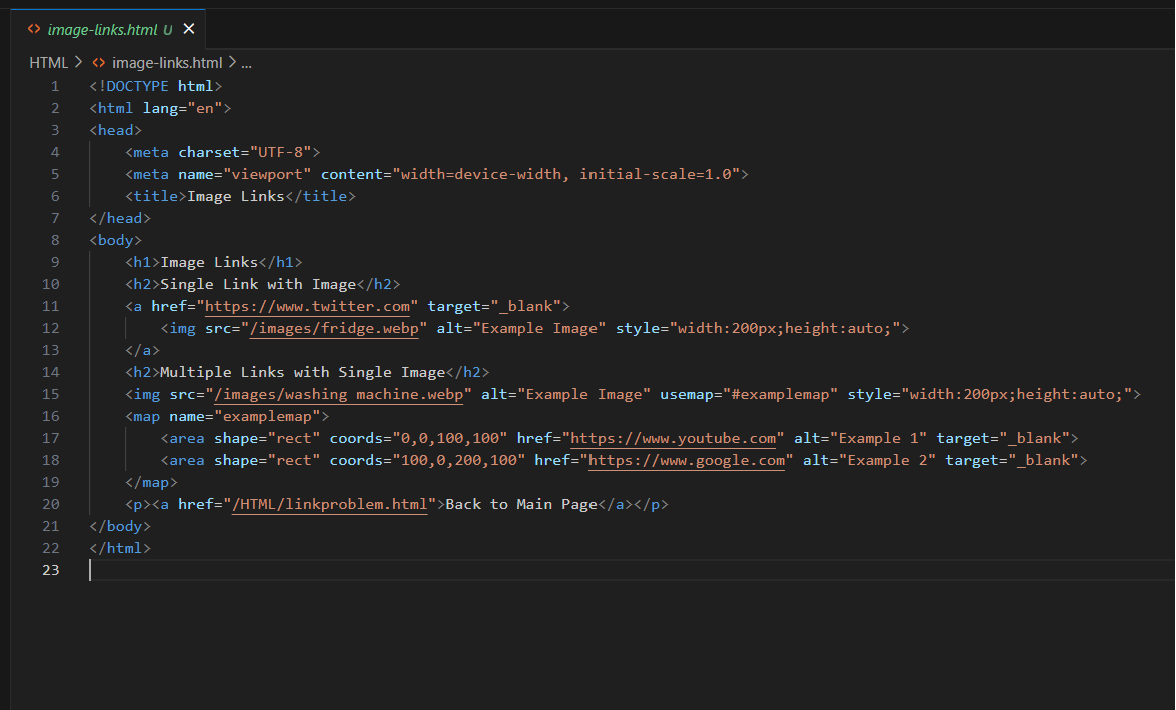 image-links.html U
HTML > image-links.html > ...
1 <!DOCTYPE html>
2 <html lang="en">
3 <head>
4     <meta charset="UTF-8">
5     <meta name="viewport" content="width=device-width, initial-scale=1.0">
6     <title>Image Links</title>
7 </head>
8 <body>
9     <h1>Image Links</h1>
10     <h2>Single Link with Image</h2>
11     <a href="https://www.twitter.com" target="_blank">
12         <img src="/images/fridge.webp" alt="Example Image" style="width:200px;height:auto;">
13     </a>
14     <h2>Multiple Links with Single Image</h2>
15     <img src="/images/washing machine.webp" alt="Example Image" usemap="#examplemap" style="width:200px;height:auto;">
16     <map name="examplemap">
17         <area shape="rect" coords="0,0,100,100" href="https://www.youtube.com" alt="Example 1" target="_blank">
18         <area shape="rect" coords="100,0,200,100" href="https://www.google.com" alt="Example 2" target="_blank">
19     </map>
20     <p><a href="/HTML/linkproblem.html">Back to Main Page</a></p>
21 </body>
22 </html>
23